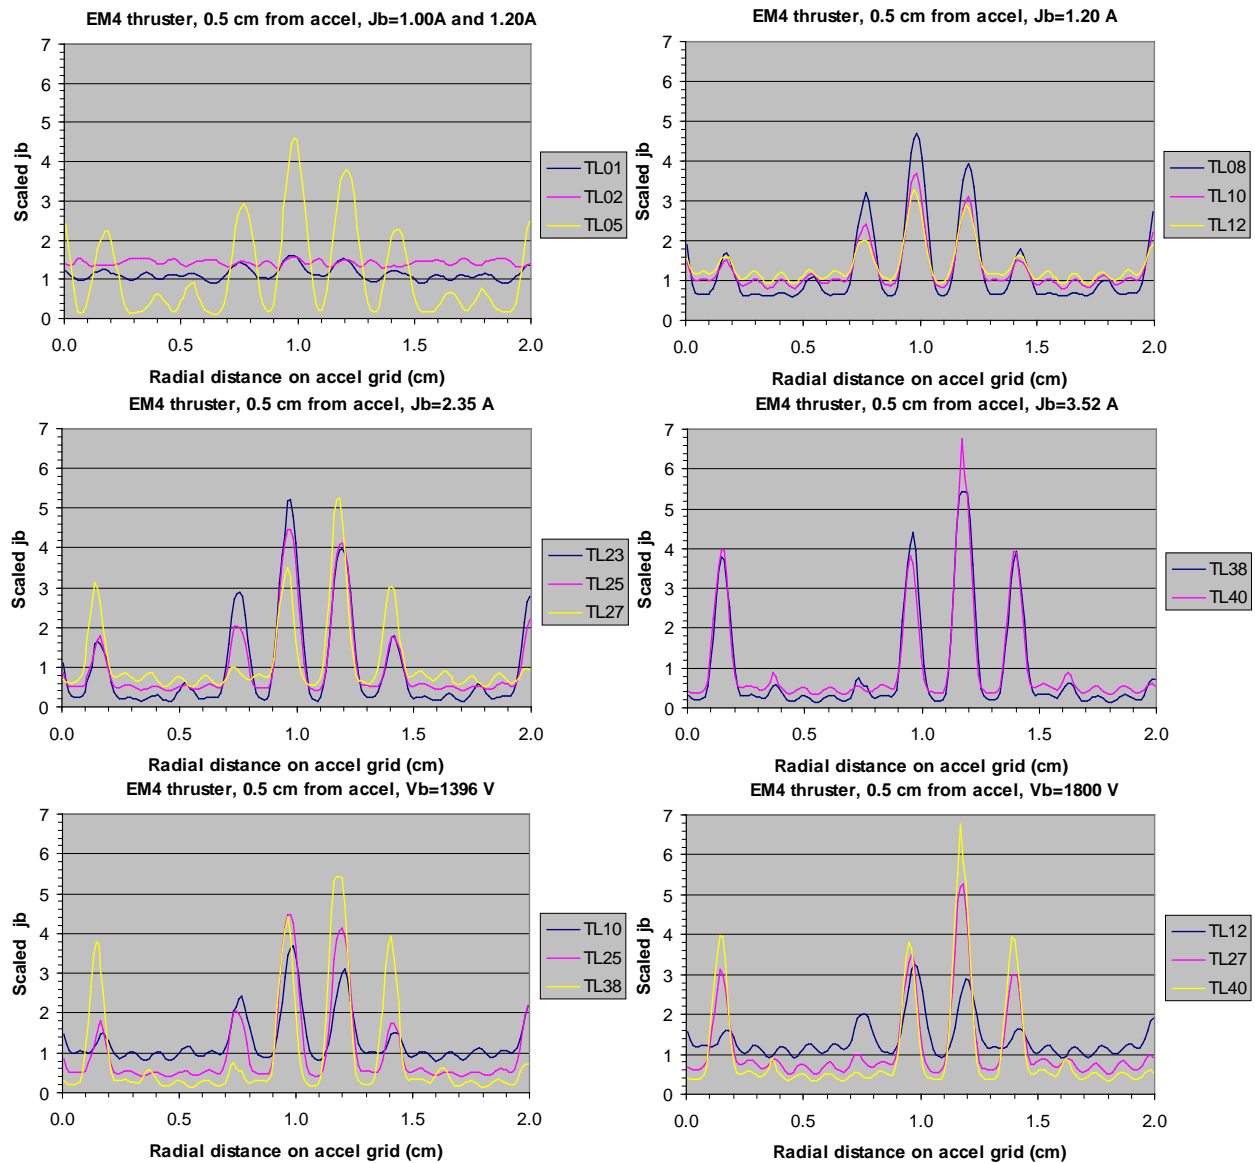 EM4 thruster, 0.5 cm from accel, Jb=1.00A and 1.20A
7
6
5
4
3
2
1
0
Scaled jb
0.0 0.5 1.0 1.5 2.0
Radial distance on accel grid (cm)
TL01
TL02
TL05
EM4 thruster, 0.5 cm from accel, Jb=1.20 A
7
6
5
4
3
2
1
0
Scaled jb
0.0 0.5 1.0 1.5 2.0
Radial distance on accel grid (cm)
TL08
TL10
TL12
EM4 thruster, 0.5 cm from accel, Jb=2.35 A
7
6
5
4
3
2
1
0
Scaled jb
0.0 0.5 1.0 1.5 2.0
Radial distance on accel grid (cm)
TL23
TL25
TL27
EM4 thruster, 0.5 cm from accel, Jb=3.52 A
7
6
5
4
3
2
1
0
Scaled jb
0.0 0.5 1.0 1.5 2.0
Radial distance on accel grid (cm)
TL38
TL40
EM4 thruster, 0.5 cm from accel, Vb=1396 V
7
6
5
4
3
2
1
0
Scaled jb
0.0 0.5 1.0 1.5 2.0
Radial distance on accel grid (cm)
TL10
TL25
TL38
EM4 thruster, 0.5 cm from accel, Vb=1800 V
7
6
5
4
3
2
1
0
Scaled jb
0.0 0.5 1.0 1.5 2.0
Radial distance on accel grid (cm)
TL12
TL27
TL40